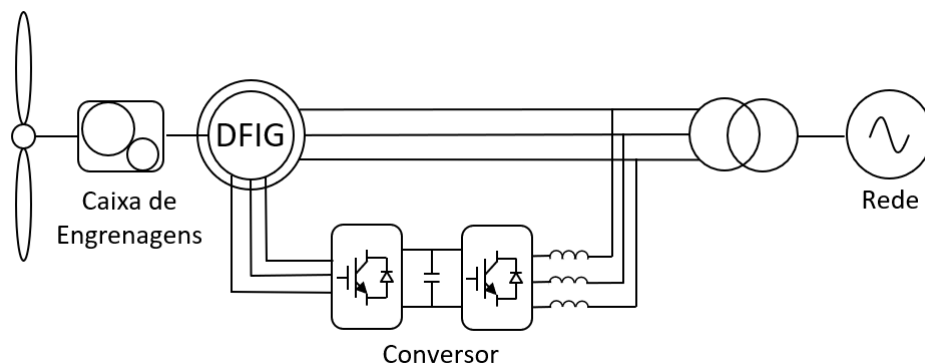 DFIG
Caixa de
Engrenagens
Rede
Conversor